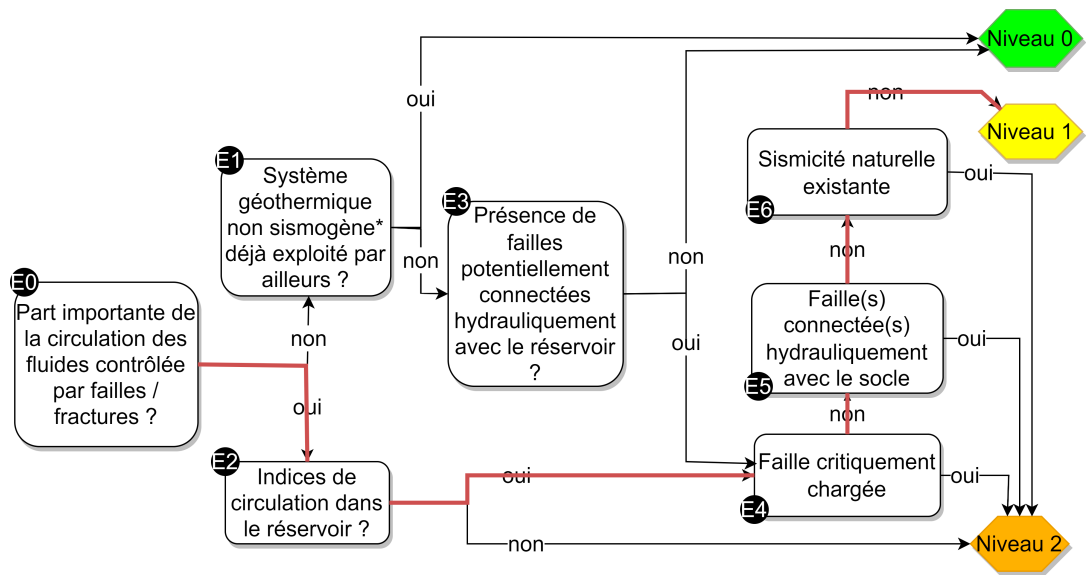 Niveau 0
oui
non
Niveau 1
E1
Système
géothermique
non sismogène*
déjà exploité par
ailleurs ?
non
E3
Présence de
failles
potentiellement
connectées
hydrauliquement
avec le réservoir
?
non
oui
Sismicité naturelle
existante
E6
oui
non
E0
Part importante de
la circulation des
fluides contrôlée
par failles /
fractures ?
non
oui
Faille(s)
connectée(s)
hydrauliquement
avec le socle
E5
oui
non
E2
Indices de
circulation dans
le réservoir ?
oui
non
Faille critiquement
chargée
E4
oui
Niveau 2